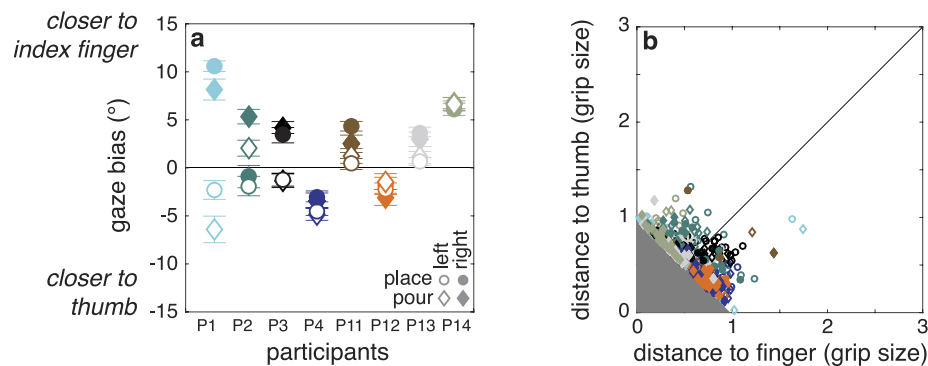 closer to
index finger
a
15
10
5
0
-5
-10
-15
gaze bias (°)
closer to
thumb
left
right
place
pour
P1 P2 P3 P4 P11 P12 P13 P14
participants
b
3
2
1
0
distance to thumb (grip size)
0 1 2 3
distance to finger (grip size)